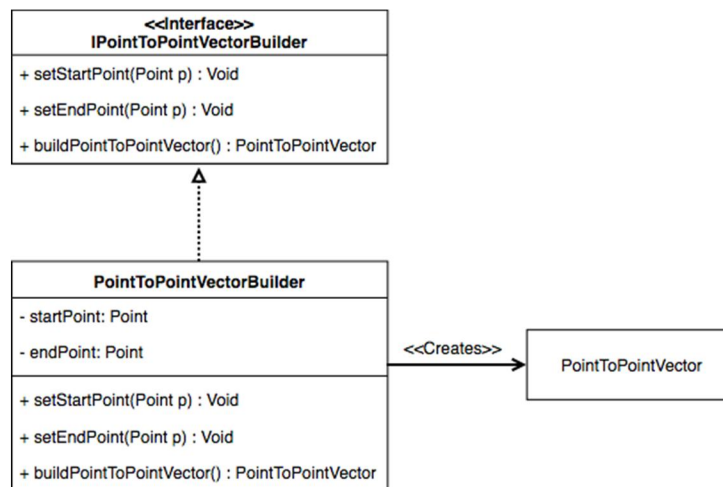 <<Interface>>
IPointToPointVectorBuilder
+ setStartPoint(Point p) : Void
+ setEndPoint(Point p) : Void
+ buildPointToPointVector() : PointToPointVector
PointToPointVectorBuilder
- startPoint: Point
- endPoint: Point
+ setStartPoint(Point p) : Void
+ setEndPoint(Point p) : Void
+ buildPointToPointVector() : PointToPointVector
<<Creates>>
PointToPointVector